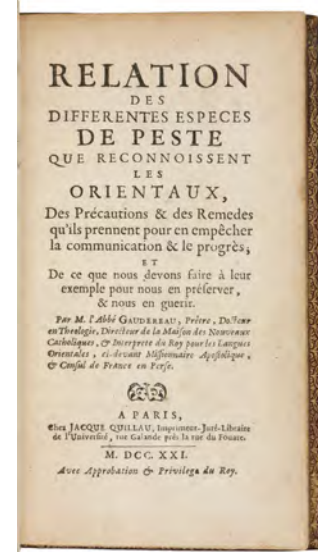 RELATION
DES
DIFFERENTES ESPECES
DE PESTE
QUE RECONNOISSENT
LES
ORIENTAUX,
Des Précautions & des Remedes
qu'ils prennent pour en empêcher
la communication & le progrès;
ET
De ce que nous devons faire à leur
exemple pour nous en préserver,
& nous en guerir.
Par M. l'Abbé GAUDEREAU, Prêtre, Docteur
en Theologie, Directeur de la Maison des Nouveaux
Catholiques, & Interprete du Roy pour les Langues
Orientales, ci-devant Missionnaire Apostolique,
& Consul de France en Perse.
A PARIS,
Chez JACQUE QUILLAU, Imprimeur-Juré-Libraire
de l'Université, rue Galande près la rue du Fouare.
M. DCC. XXI.
Avec Approbation & Privilege du Roy.